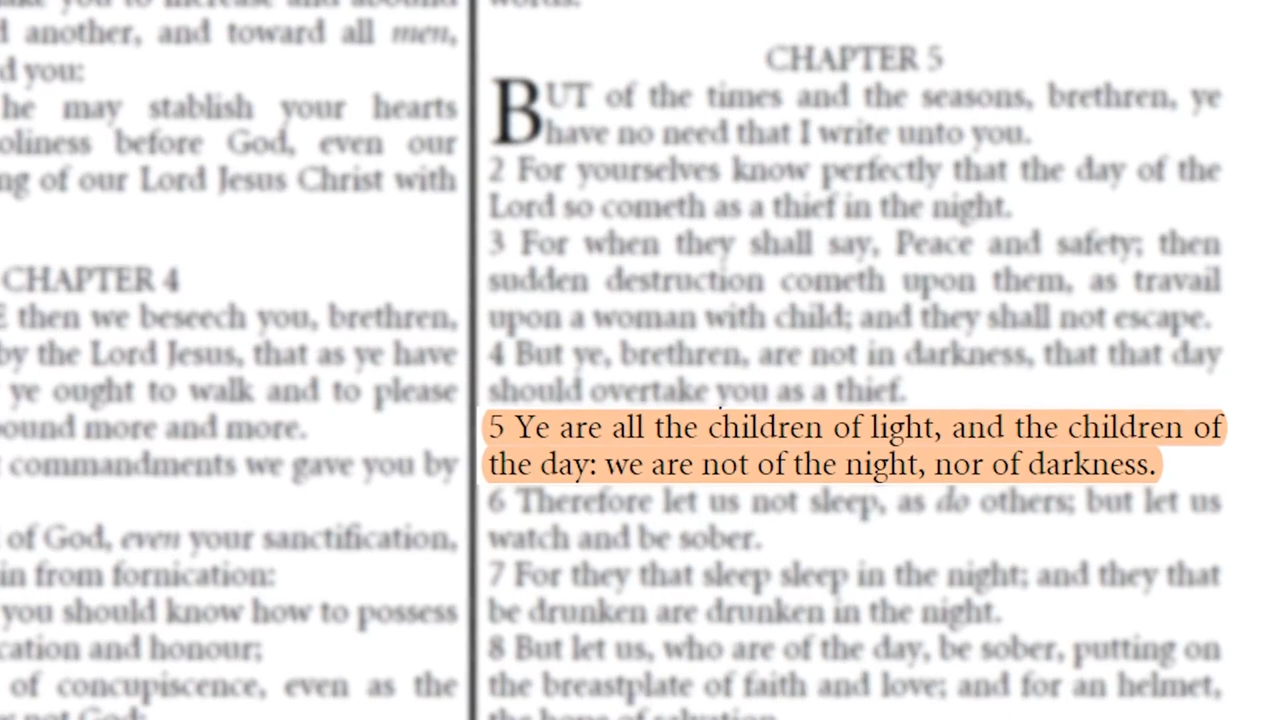 d another, and toward all men,
d you:
he may stablish your hearts
oliness before God, even our
ng of our Lord Jesus Christ with
CHAPTER 4
E then we beseech you, brethren,
by the Lord Jesus, that as ye have
ye ought to walk and to please
ound more and more.
commandments we gave you by
of God, even your sanctification,
in from fornication:
you should know how to possess
cation and honour;
of concupiscence, even as the
not God:
words.
CHAPTER 5
BUT of the times and the seasons, brethren, ye
have no need that I write unto you.
2 For yourselves know perfectly that the day of the
Lord so cometh as a thief in the night.
3 For when they shall say, Peace and safety; then
sudden destruction cometh upon them, as travail
upon a woman with child; and they shall not escape.
4 But ye, brethren, are not in darkness, that that day
should overtake you as a thief.
5 Ye are all the children of light, and the children of
the day: we are not of the night, nor of darkness.
6 Therefore let us not sleep, as do others; but let us
watch and be sober.
7 For they that sleep sleep in the night; and they that
be drunken are drunken in the night.
8 But let us, who are of the day, be sober, putting on
the breastplate of faith and love; and for an helmet,
the hope of salvation.